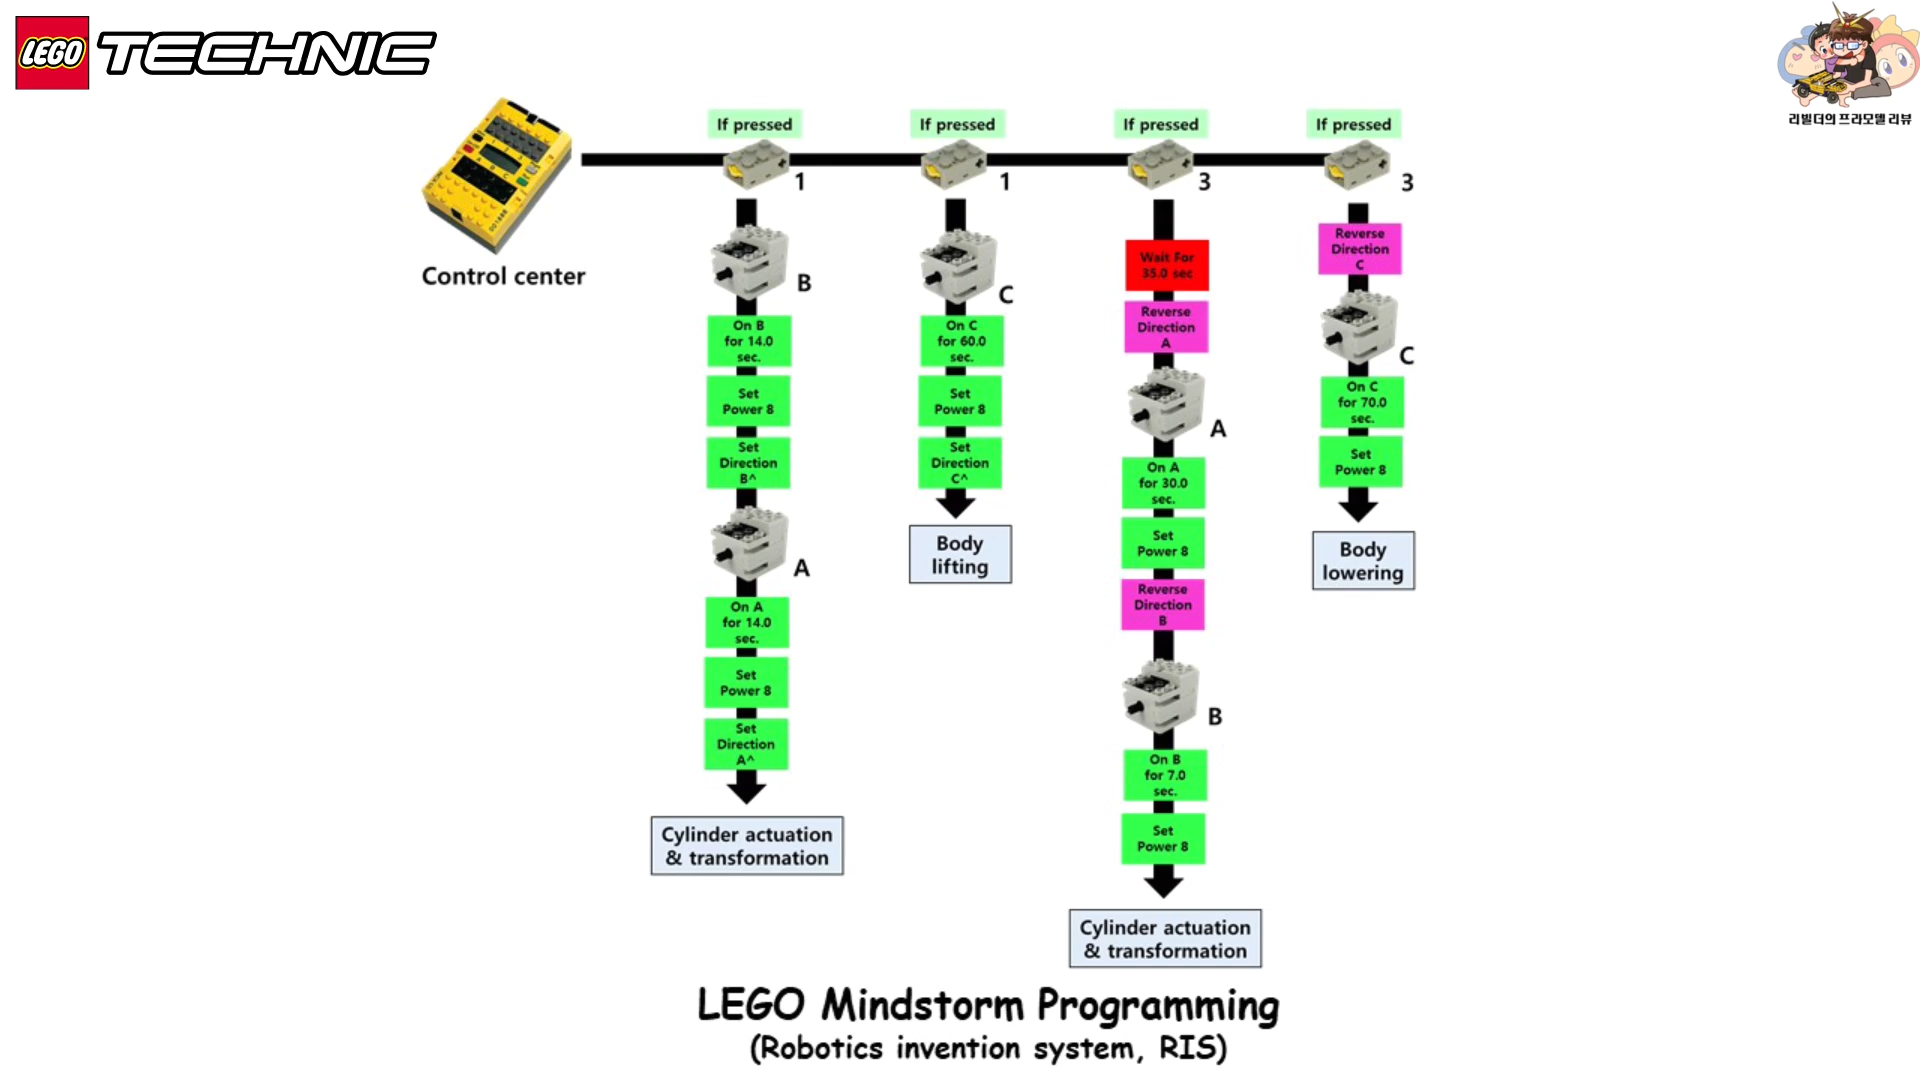 LEGO TECHNIC
리빌더의 프라모델 리뷰
Control center
If pressed
1
B
On B
for 14.0
sec.
Set
Power 8
Set
Direction
B^
A
On A
for 14.0
sec.
Set
Power 8
Set
Direction
A^
Cylinder actuation
& transformation
If pressed
1
C
On C
for 60.0
sec.
Set
Power 8
Set
Direction
C^
Body
lifting
If pressed
3
Wait For
35.0 sec
Reverse
Direction
A
A
On A
for 30.0
sec.
Set
Power 8
Reverse
Direction
B
B
On B
for 7.0
sec.
Set
Power 8
Cylinder actuation
& transformation
If pressed
3
Reverse
Direction
C
C
On C
for 70.0
sec.
Set
Power 8
Body
lowering
LEGO Mindstorm Programming
(Robotics invention system, RIS)